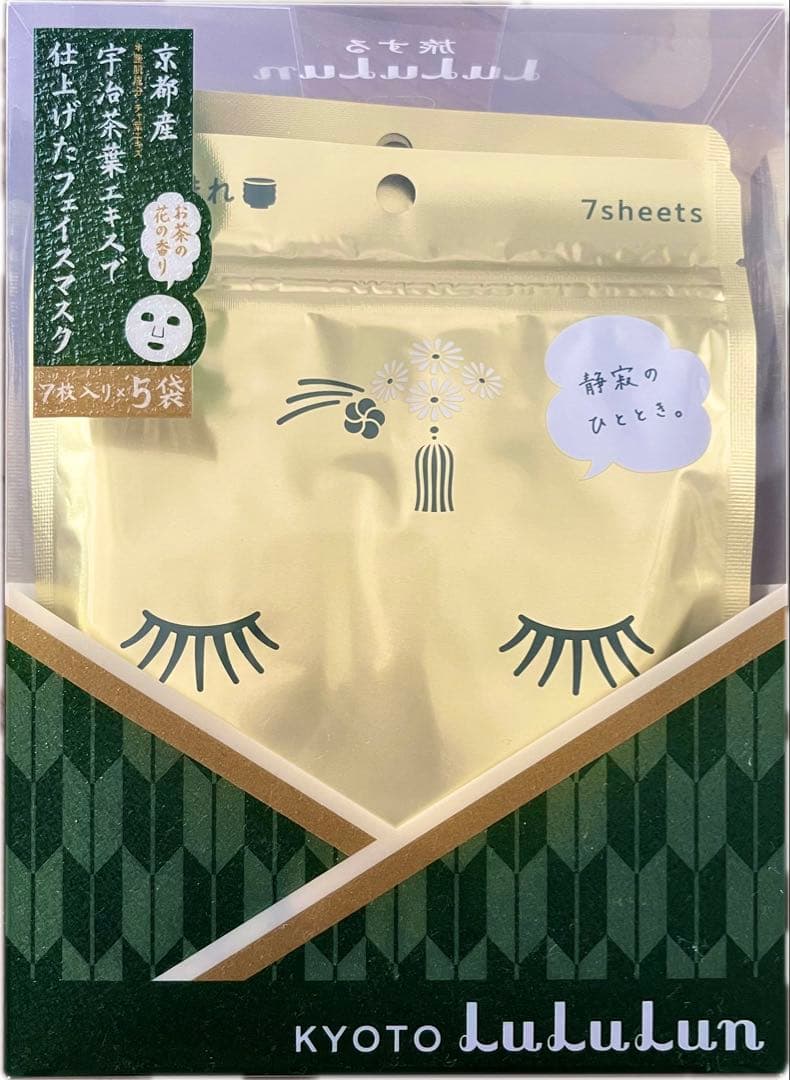 旅する
LuLuLun
京都産
宇治茶葉エキスで
仕上げたフェイスマスク
お茶の
花の香り
7枚入り×5袋
れ
7sheets
静寂の
ひととき。
KYOTO LuLuLun